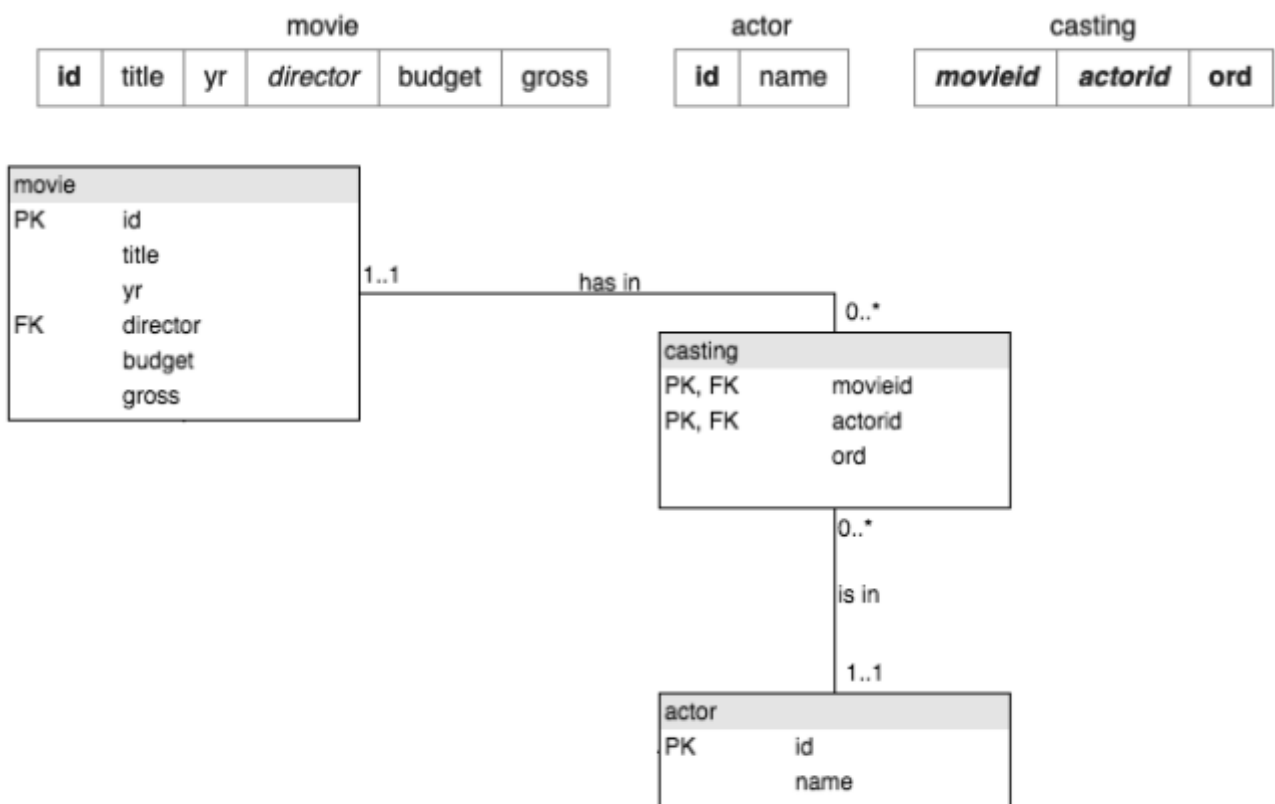 movie actor casting
id title yr director budget gross id name movieid actorid ord
movie
PK id
title
yr
FK director
budget
gross
1..1 has in
0..*
casting
PK, FK movieid
PK, FK actorid
ord
0..*
is in
1..1
actor
PK id
name